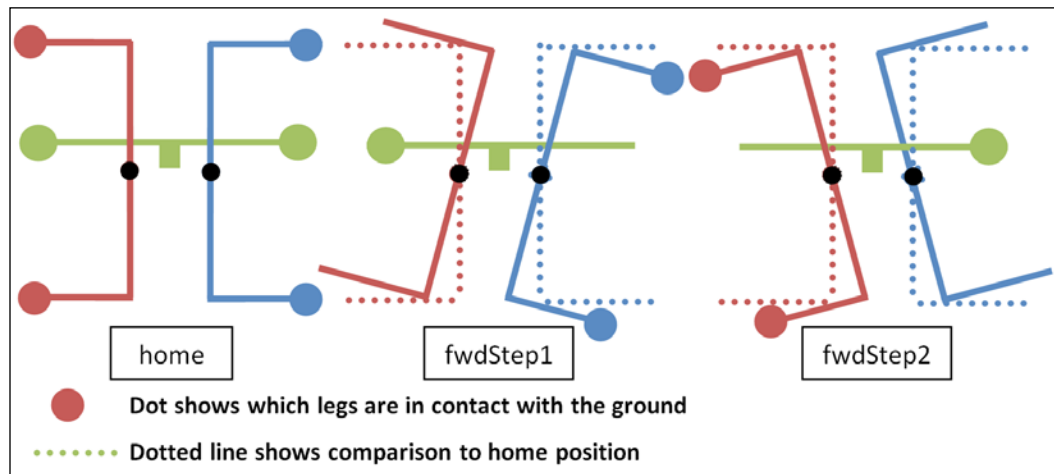 home
fwdStep1
fwdStep2
Dot shows which legs are in contact with the ground
Dotted line shows comparison to home position